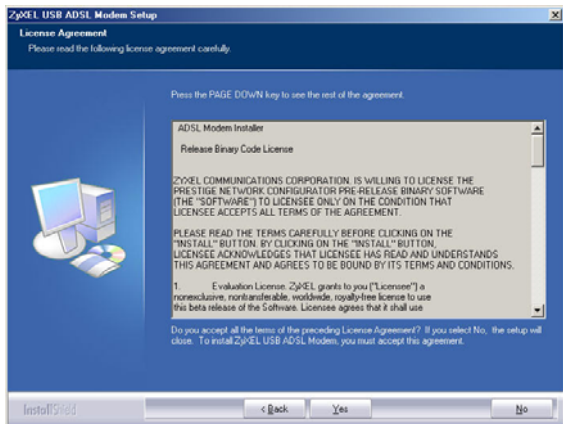 ZyXEL USB ADSL Modem Setup
License Agreement
Please read the following license agreement carefully.
Press the PAGE DOWN key to see the rest of the agreement.
ADSL Modem Installer
Release Binary Code License
ZYXEL COMMUNICATIONS CORPORATION. IS WILLING TO LICENSE THE
PRESTIGE NETWORK CONFIGURATOR PRE-RELEASE BINARY SOFTWARE
(THE "SOFTWARE") TO LICENSEE ONLY ON THE CONDITION THAT
LICENSEE ACCEPTS ALL TERMS OF THE AGREEMENT.
PLEASE READ THE TERMS CAREFULLY BEFORE CLICKING ON THE
"INSTALL" BUTTON. BY CLICKING ON THE "INSTALL" BUTTON,
LICENSEE ACKNOWLEDGES THAT LICENSEE HAS READ AND UNDERSTANDS
THIS AGREEMENT AND AGREES TO BE BOUND BY ITS TERMS AND CONDITIONS.
1. Evaluation License. ZyXEL grants to you ("Licensee") a
nonexclusive, nontransferable, worldwide, royalty-free license to use
this beta release of the Software. Licensee agrees that it shall use
Do you accept all the terms of the preceding License Agreement? If you select No, the setup will
close. To install ZyXEL USB ADSL Modem, you must accept this agreement.
InstallShield
< Back Yes No